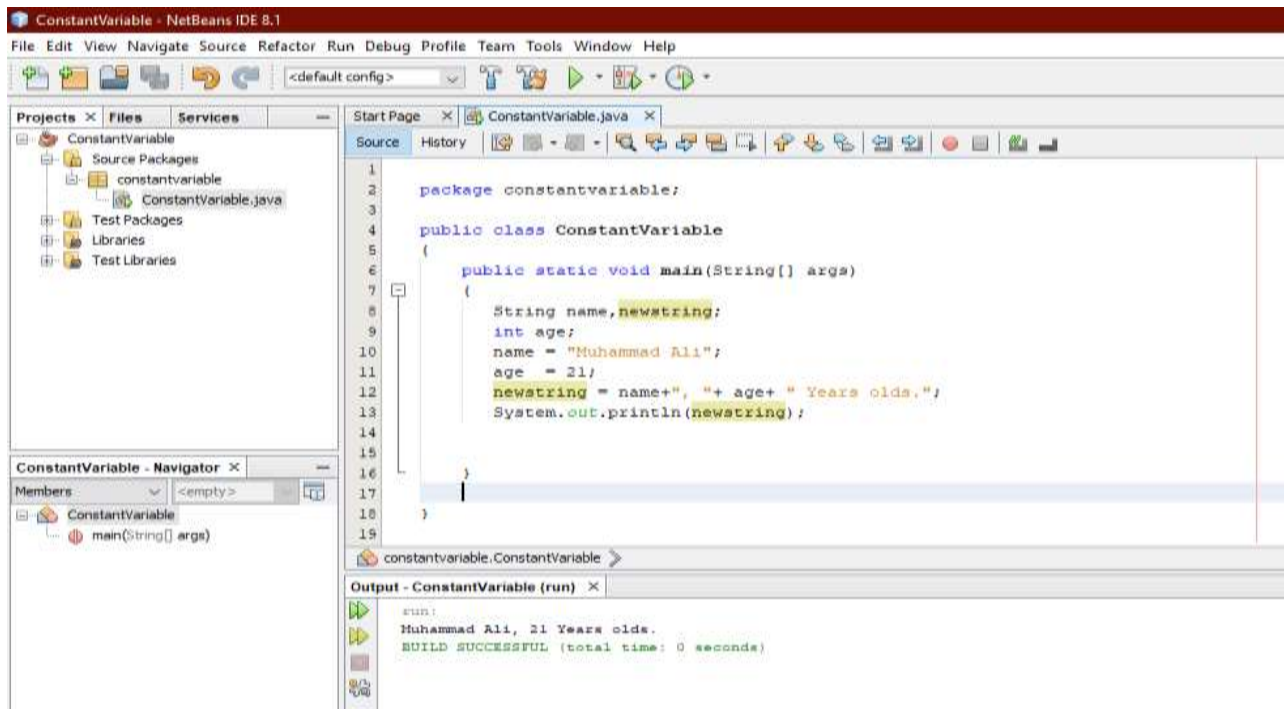 ConstantVariable - NetBeans IDE 8.1
File Edit View Navigate Source Refactor Run Debug Profile Team Tools Window Help
<default config>
Projects × Files Services
ConstantVariable
Source Packages
constantvariable
ConstantVariable.java
Test Packages
Libraries
Test Libraries
ConstantVariable - Navigator ×
Members <empty>
ConstantVariable
main(String[] args)
Start Page × ConstantVariable.java ×
Source History
1
2 package constantvariable;
3
4 public class ConstantVariable
5 {
6 public static void main(String[] args)
7 {
8 String name,newstring;
9 int age;
10 name = "Muhammad Ali";
11 age = 21;
12 newstring = name+", "+ age+ " Years olds.";
13 System.out.println(newstring);
14
15
16 }
17
18 }
19
constantvariable.ConstantVariable
Output - ConstantVariable (run) ×
run:
Muhammad Ali, 21 Years olds.
BUILD SUCCESSFUL (total time: 0 seconds)